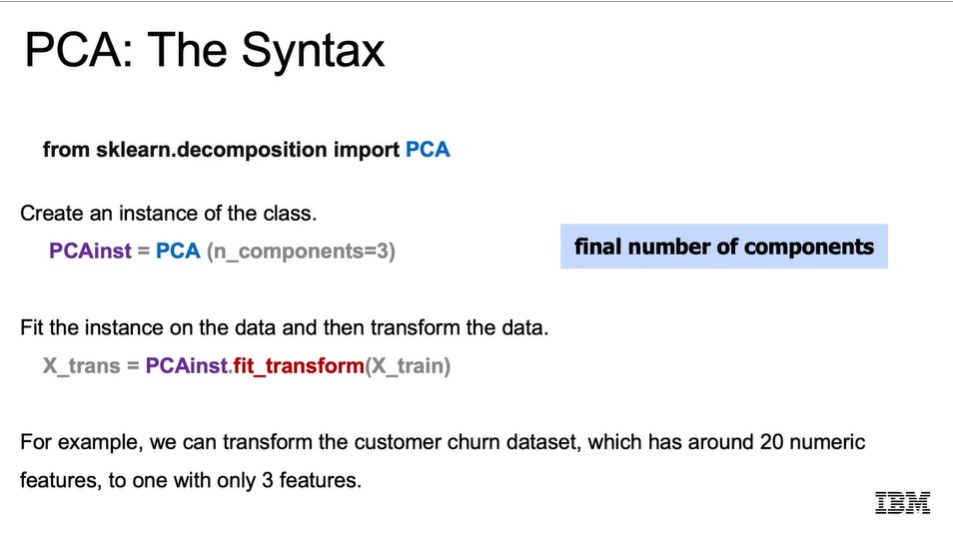 PCA: The Syntax
from sklearn.decomposition import PCA
Create an instance of the class.
PCAinst = PCA (n_components=3)
final number of components
Fit the instance on the data and then transform the data.
X_trans = PCAinst.fit_transform(X_train)
For example, we can transform the customer churn dataset, which has around 20 numeric
features, to one with only 3 features.
IBM